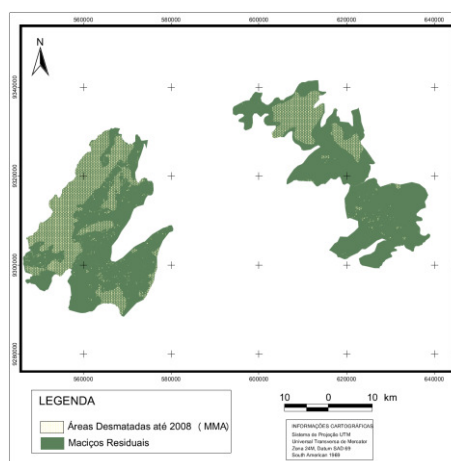 560000 580000 600000 620000 640000
N
9340000
9320000
9300000
9280000
560000 580000 600000 620000 640000
LEGENDA
Áreas Desmatadas até 2008 ( MMA)
Maciços Residuais
10 0 10 km
INFORMAÇÕES CARTOGRÁFICAS
Sistema de Projeção UTM
Universal Transversa de Mercator
Zona 24M, Datum SAD 69
South American 1969